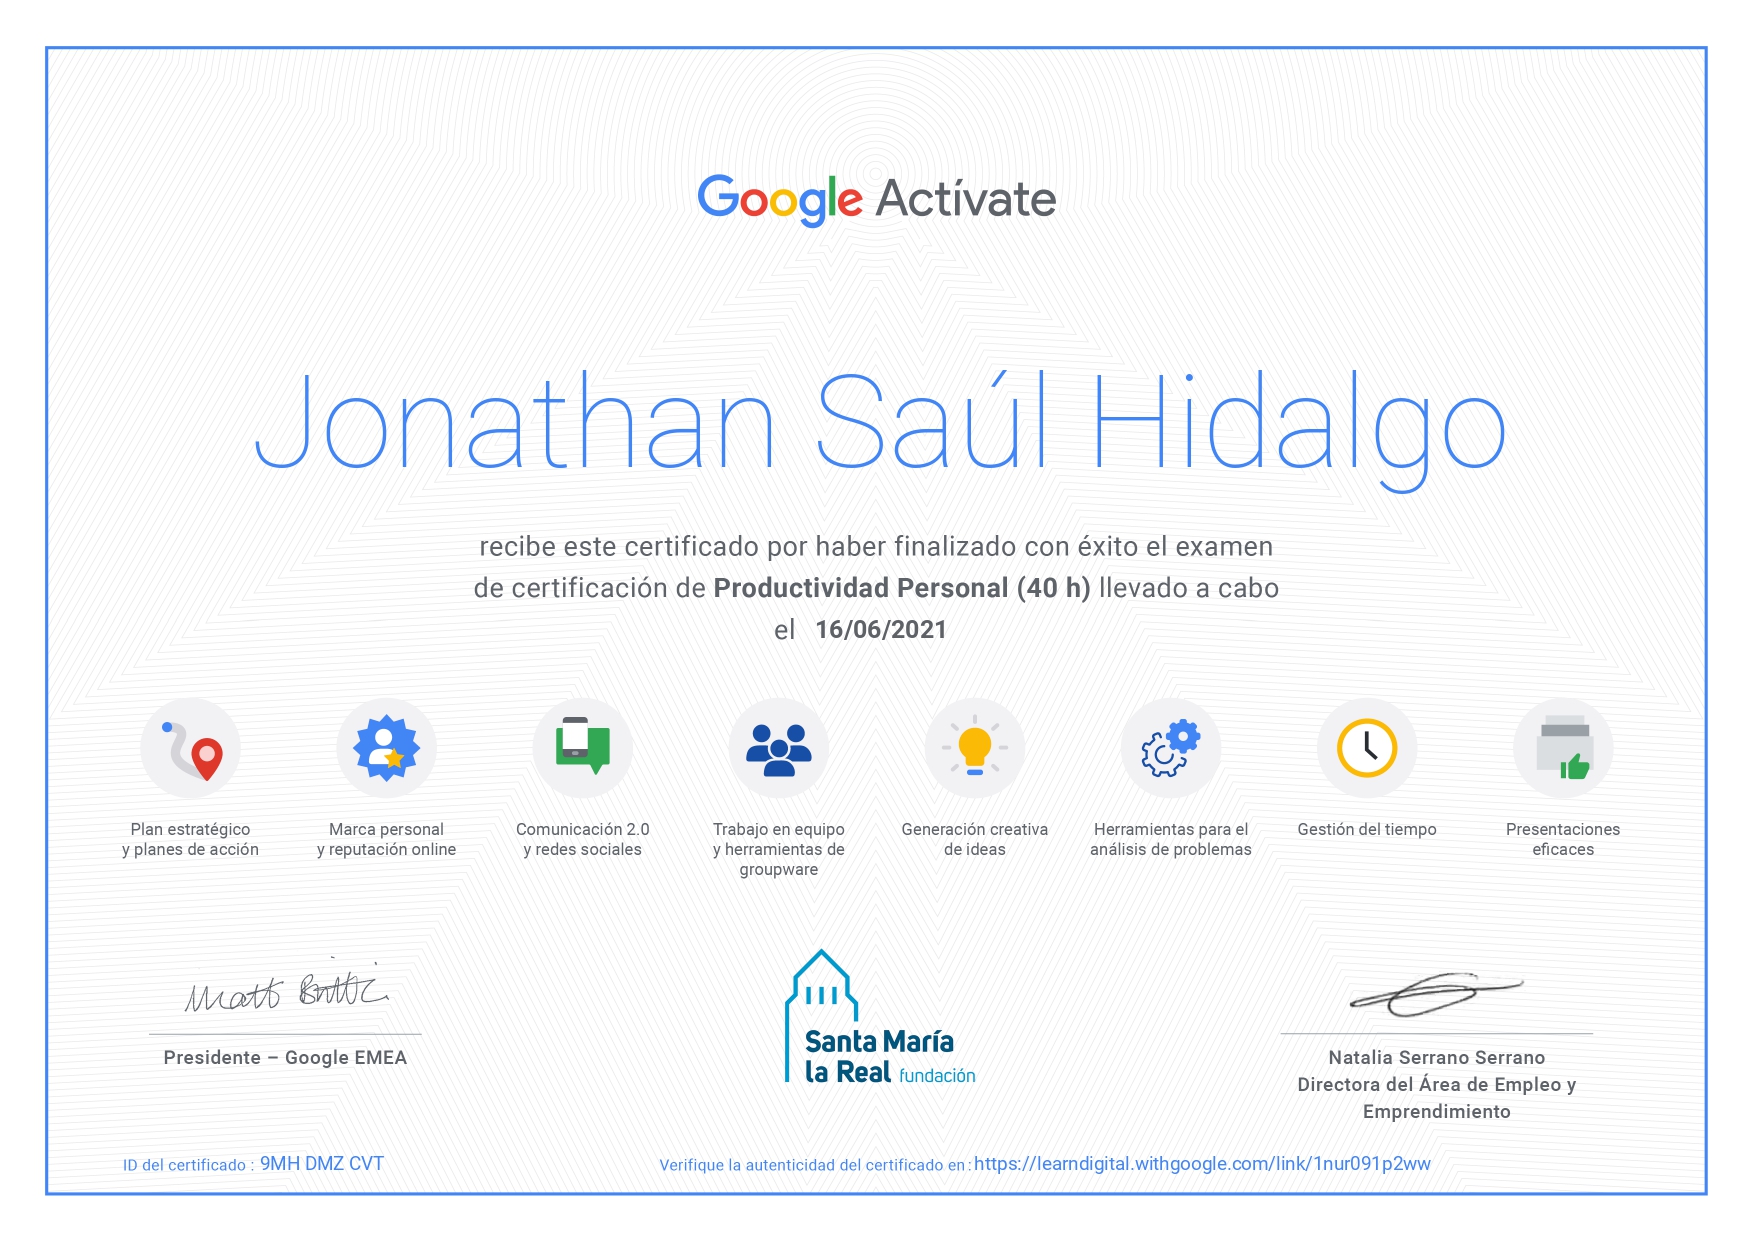 Google Actívate
Jonathan Saúl Hidalgo
recibe este certificado por haber finalizado con éxito el examen
de certificación de Productividad Personal (40 h) llevado a cabo
el 16/06/2021
Plan estratégico
y planes de acción
Marca personal
y reputación online
Comunicación 2.0
y redes sociales
Trabajo en equipo
y herramientas de
groupware
Generación creativa
de ideas
Herramientas para el
análisis de problemas
Gestión del tiempo
Presentaciones
eficaces
Matt Brittin
Presidente – Google EMEA
Santa María
la Real fundación
Natalia Serrano Serrano
Directora del Área de Empleo y
Emprendimiento
ID del certificado : 9MH DMZ CVT
Verifique la autenticidad del certificado en: https://learndigital.withgoogle.com/link/1nur091p2ww